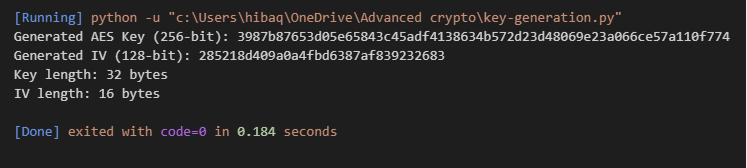 [Running] python -u "c:\Users\hibaq\OneDrive\Advanced crypto\key-generation.py"
Generated AES Key (256-bit): 3987b87653d05e65843c45adf4138634b572d23d48069e23a066ce57a110f774
Generated IV (128-bit): 285218d409a0a4fbd6387af839232683
Key length: 32 bytes
IV length: 16 bytes
[Done] exited with code=0 in 0.184 seconds